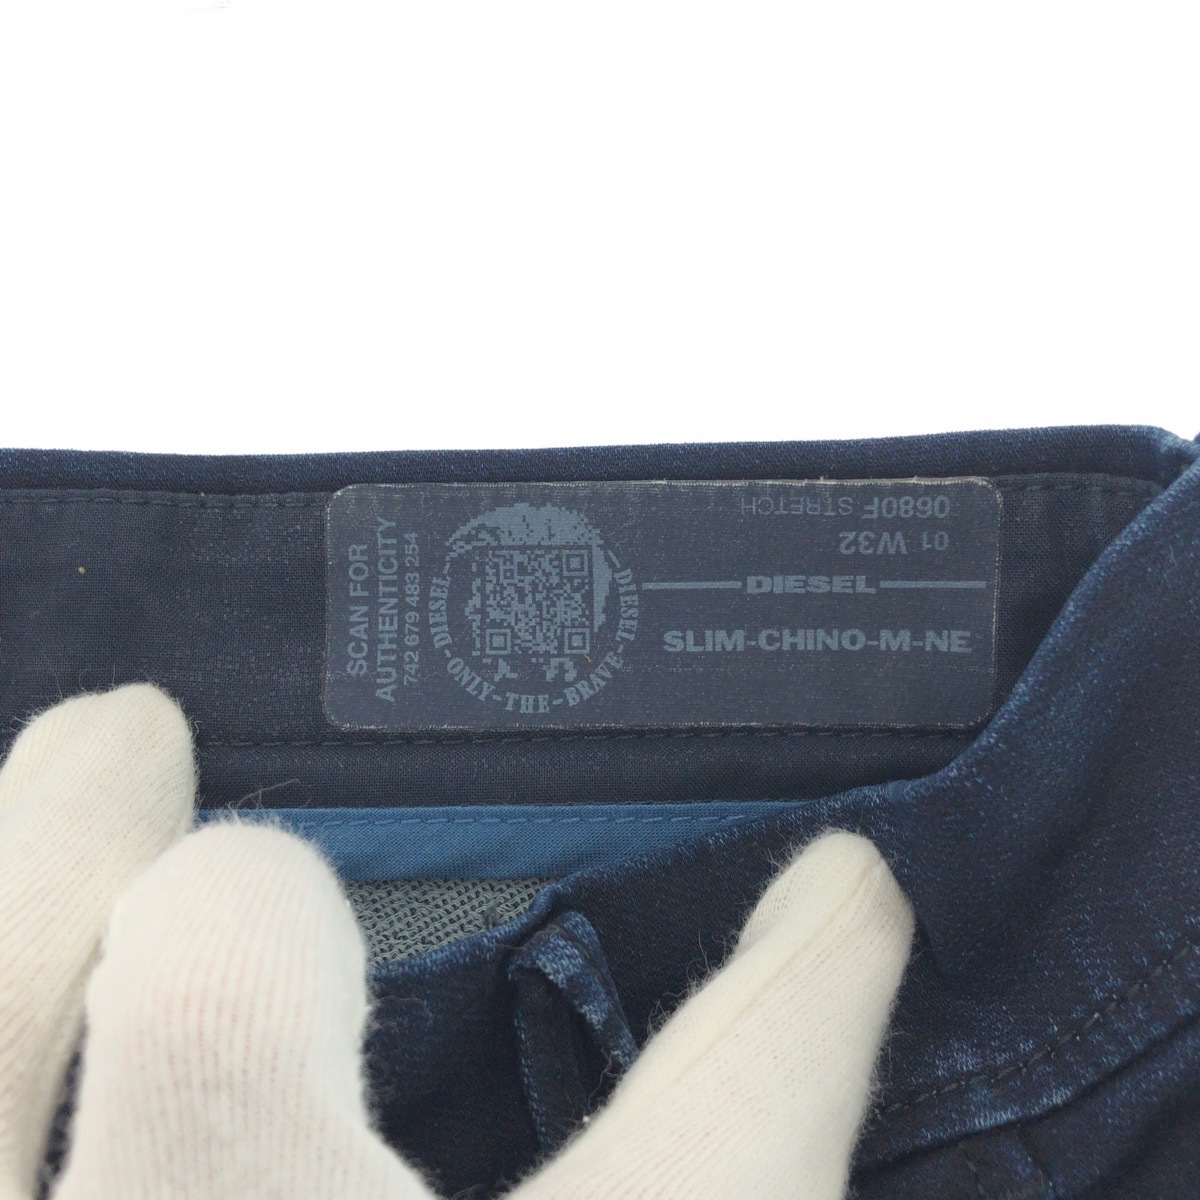 SCAN FOR
AUTHENTICITY
742 679 483 254
DIESEL-ONLY-THE-BRAVE-DIESEL
0680F STRETCH
01 W32
DIESEL
SLIM-CHINO-M-NE